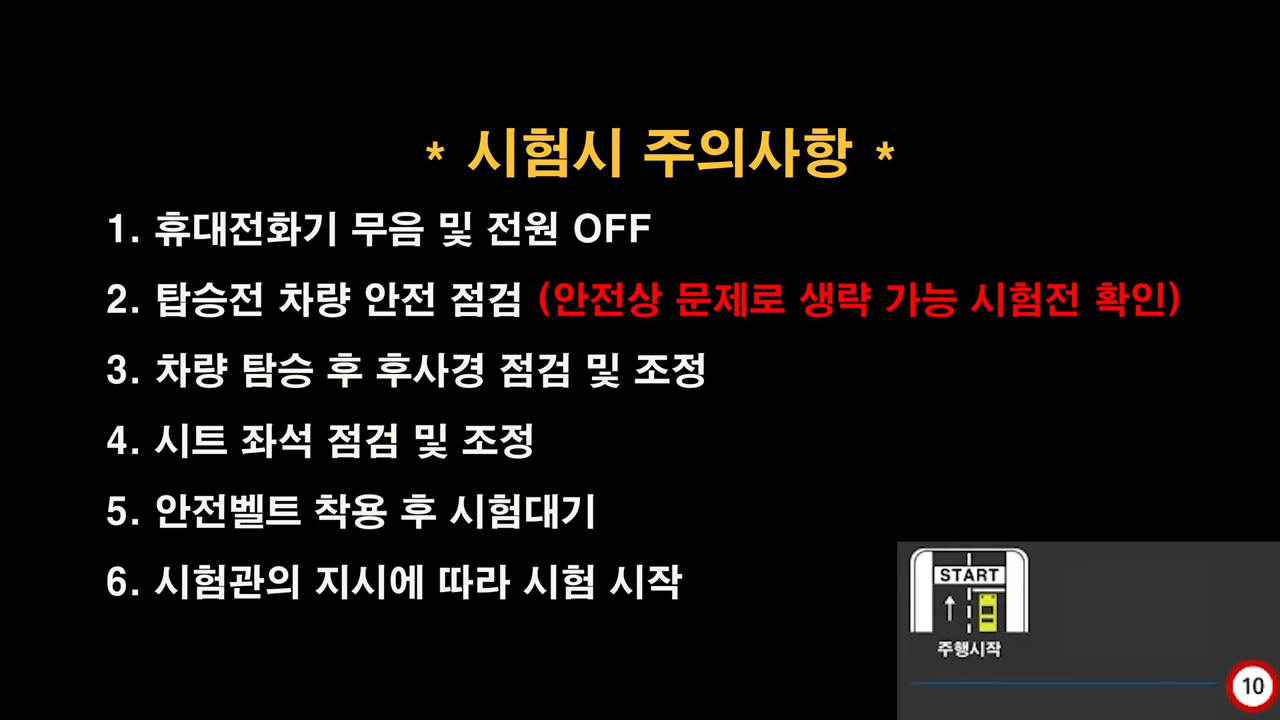 * 시험시 주의사항 *
1. 휴대전화기 무음 및 전원 OFF
2. 탑승전 차량 안전 점검 (안전상 문제로 생략 가능 시험전 확인)
3. 차량 탐승 후 후사경 점검 및 조정
4. 시트 좌석 점검 및 조정
5. 안전벨트 착용 후 시험대기
6. 시험관의 지시에 따라 시험 시작
START
주행시작
10